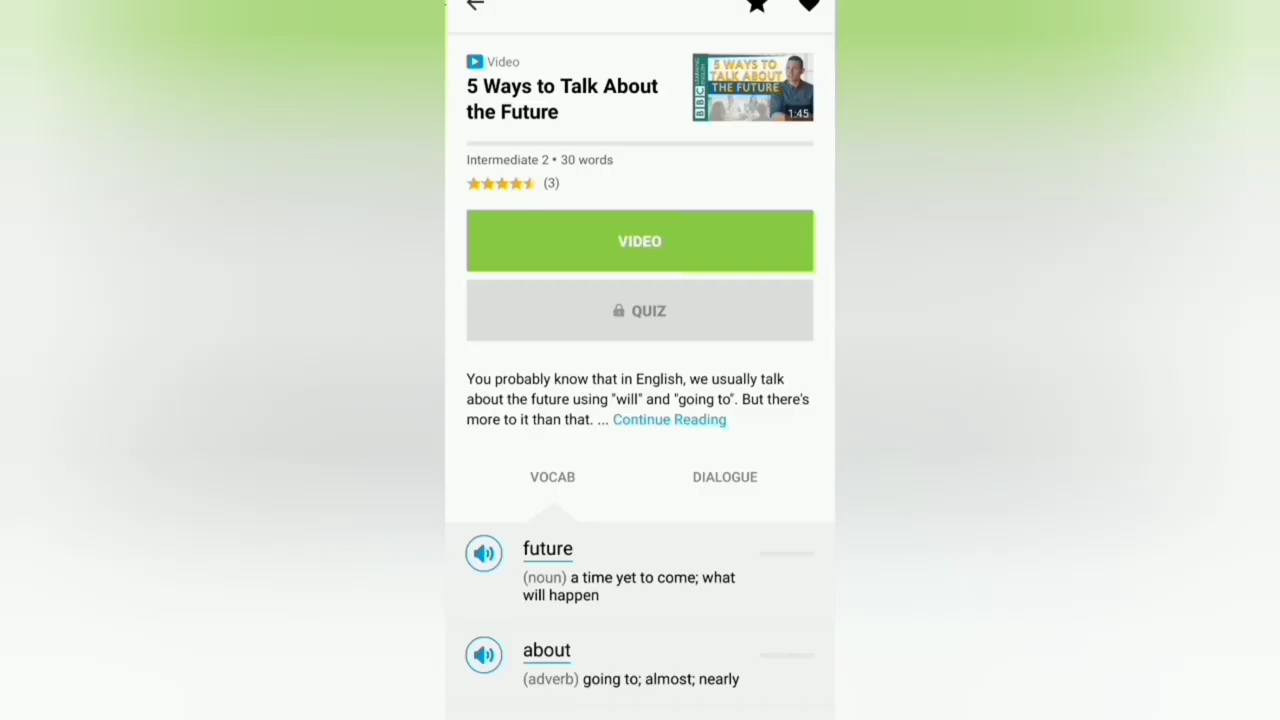 Video
5 Ways to Talk About
the Future
BBC
LEARNING ENGLISH
5 WAYS TO
TALK ABOUT
THE FUTURE
1:45
Intermediate 2 • 30 words
(3)
VIDEO
QUIZ
You probably know that in English, we usually talk
about the future using "will" and "going to". But there's
more to it than that. ... Continue Reading
VOCAB
DIALOGUE
future
(noun) a time yet to come; what
will happen
about
(adverb) going to; almost; nearly